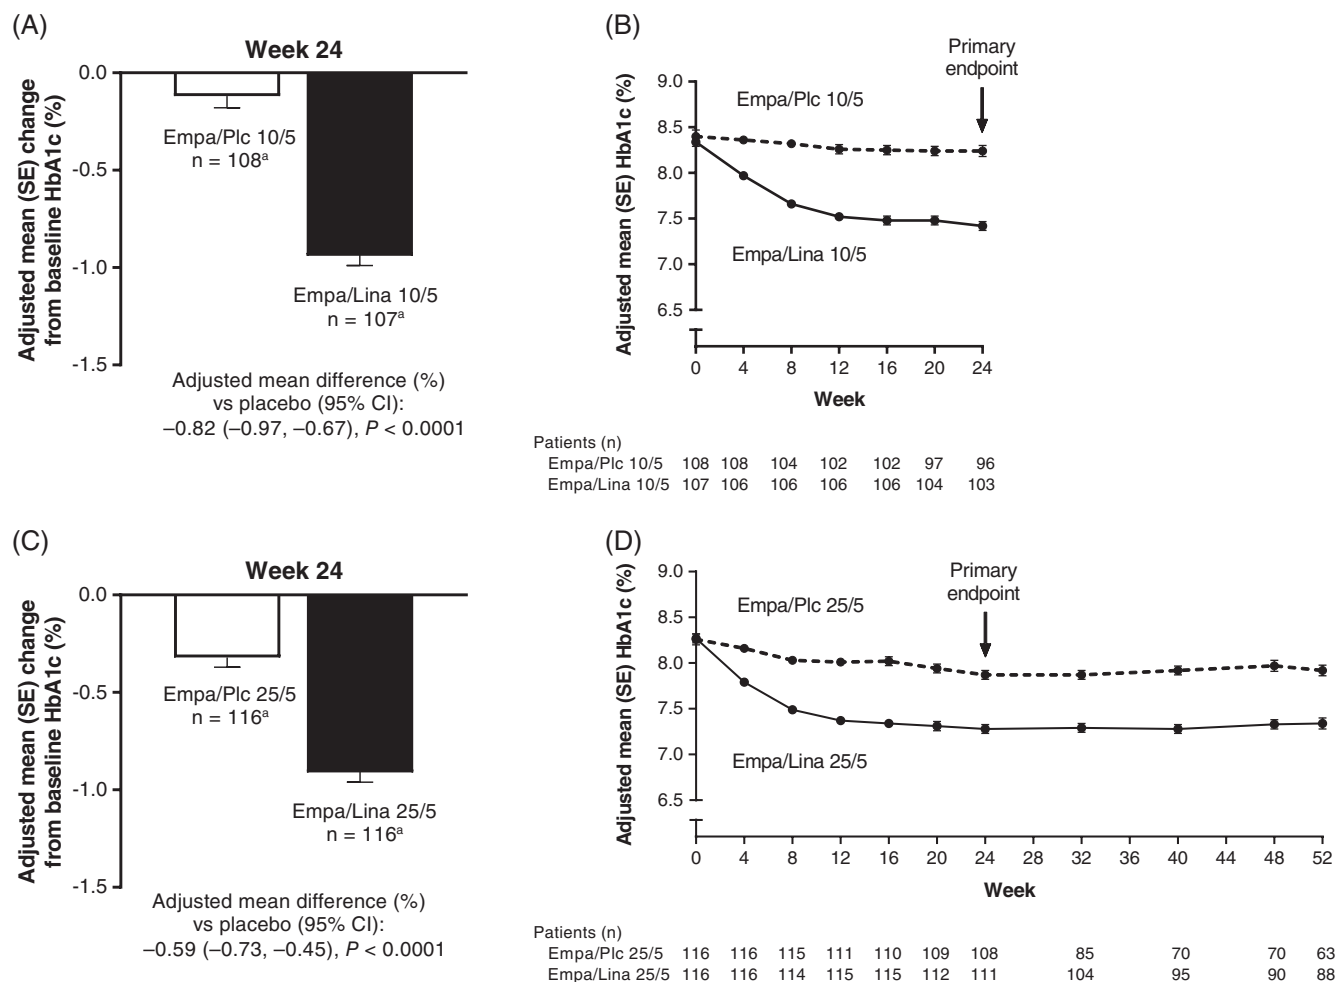 (A)
Week 24
Adjusted mean (SE) change
from baseline HbA1c (%)
0.0
-0.5
-1.0
-1.5
Empa/Plc 10/5
n = 108ᵃ
Empa/Lina 10/5
n = 107ᵃ
Adjusted mean difference (%)
vs placebo (95% CI):
–0.82 (–0.97, –0.67), P < 0.0001
(B)
Primary
endpoint
Adjusted mean (SE) HbA1c (%)
9.0
8.5
8.0
7.5
7.0
6.5
Empa/Plc 10/5
Empa/Lina 10/5
0 4 8 12 16 20 24
Week
Patients (n)
Empa/Plc 10/5 108 108 104 102 102 97 96
Empa/Lina 10/5 107 106 106 106 106 104 103
(C)
Week 24
Adjusted mean (SE) change
from baseline HbA1c (%)
0.0
-0.5
-1.0
-1.5
Empa/Plc 25/5
n = 116ᵃ
Empa/Lina 25/5
n = 116ᵃ
Adjusted mean difference (%)
vs placebo (95% CI):
–0.59 (–0.73, –0.45), P < 0.0001
(D)
Primary
endpoint
Adjusted mean (SE) HbA1c (%)
9.0
8.5
8.0
7.5
7.0
6.5
Empa/Plc 25/5
Empa/Lina 25/5
0 4 8 12 16 20 24 28 32 36 40 44 48 52
Week
Patients (n)
Empa/Plc 25/5 116 116 115 111 110 109 108 85 70 70 63
Empa/Lina 25/5 116 116 114 115 115 112 111 104 95 90 88